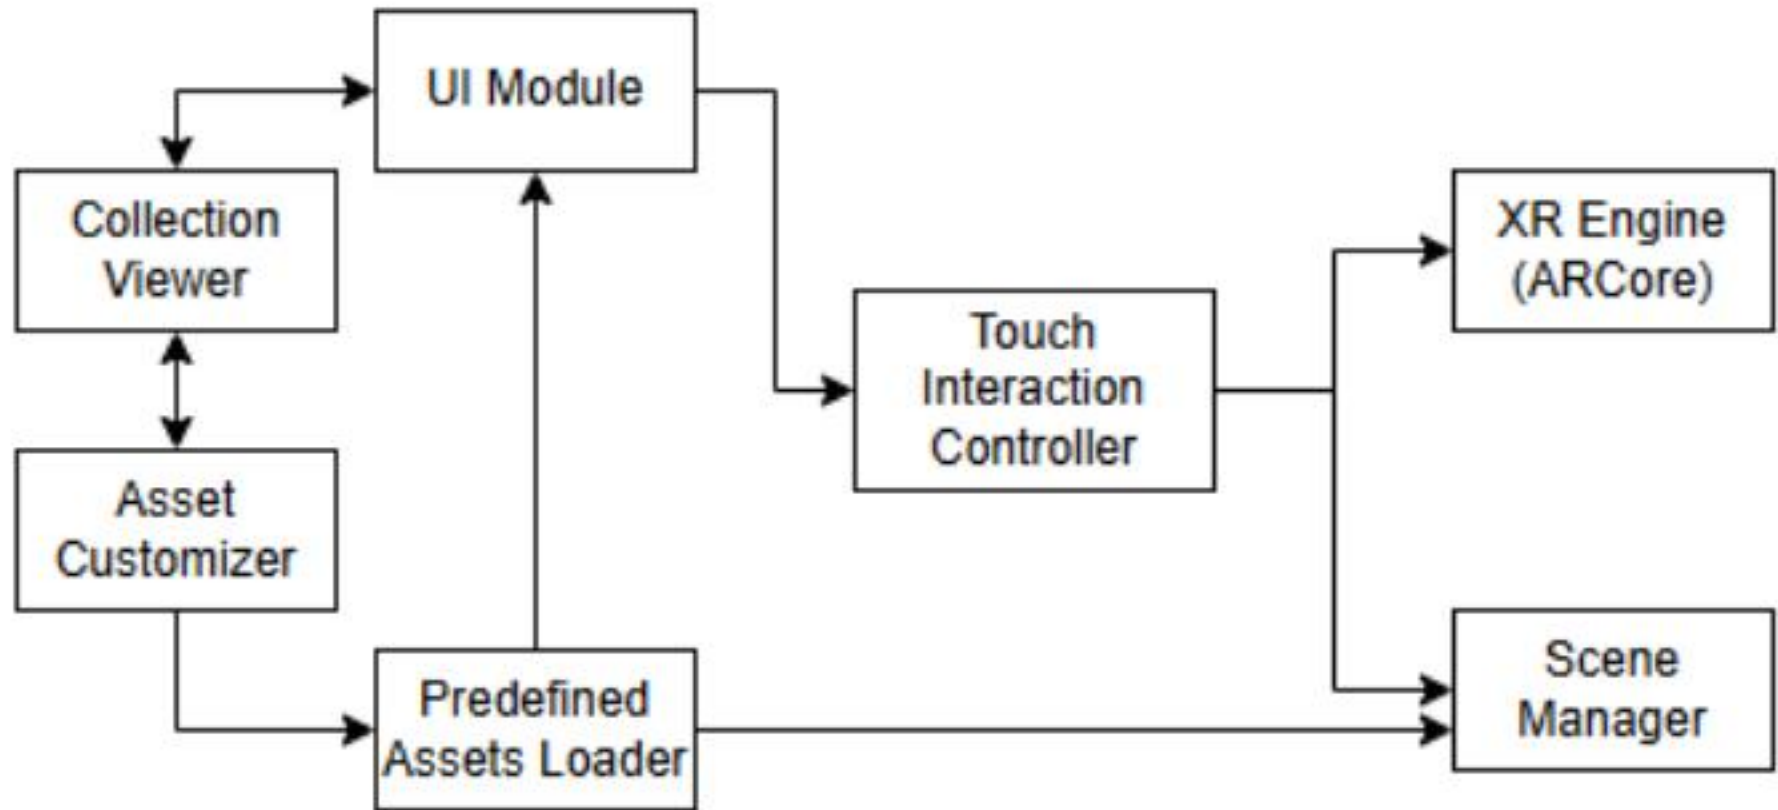 UI Module
Collection
Viewer
XR Engine
(ARCore)
Touch
Interaction
Controller
Asset
Customizer
Predefined
Assets Loader
Scene
Manager